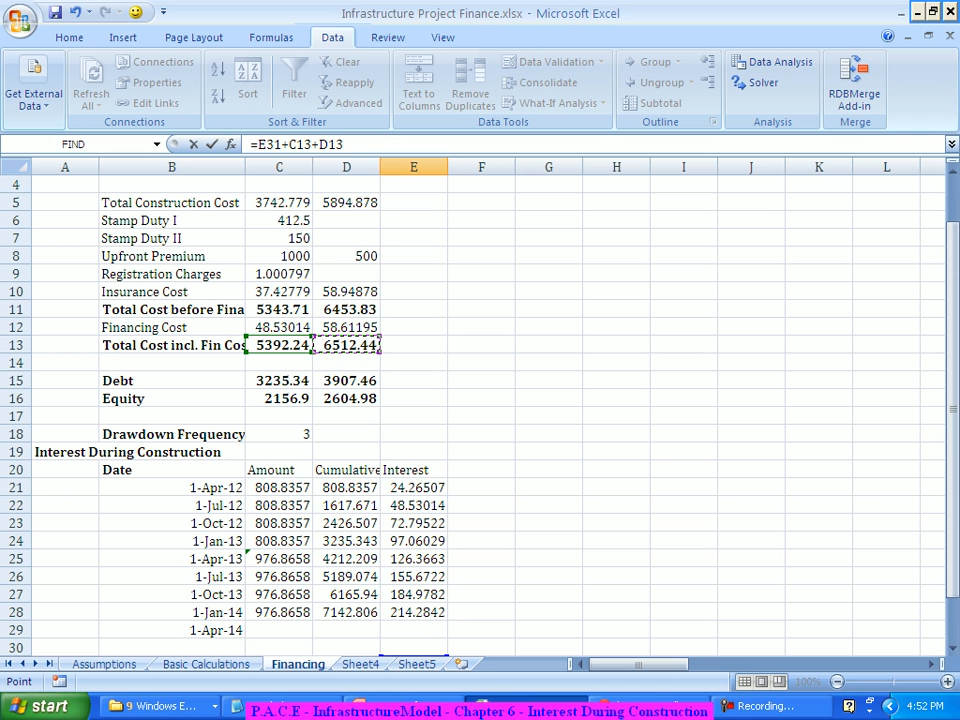 Infrastructure Project Finance.xlsx - Microsoft Excel
Home Insert Page Layout Formulas Data Review View
Get External Data
Refresh All
Connections
Properties
Edit Links
Connections
Sort
Filter
Clear
Reapply
Advanced
Sort & Filter
Text to Columns
Remove Duplicates
Data Validation
Consolidate
What-If Analysis
Data Tools
Group
Ungroup
Subtotal
Outline
Data Analysis
Solver
Analysis
RDBMerge Add-in
Merge
FIND =E31+C13+D13
A B C D E F G H I J K L
4
5 Total Construction Cost 3742.779 5894.878
6 Stamp Duty I 412.5
7 Stamp Duty II 150
8 Upfront Premium 1000 500
9 Registration Charges 1.000797
10 Insurance Cost 37.42779 58.94878
11 Total Cost before Fina 5343.71 6453.83
12 Financing Cost 48.53014 58.61195
13 Total Cost incl. Fin Cos 5392.24 6512.44
14
15 Debt 3235.34 3907.46
16 Equity 2156.9 2604.98
17
18 Drawdown Frequency 3
19 Interest During Construction
20 Date Amount Cumulative Interest
21 1-Apr-12 808.8357 808.8357 24.26507
22 1-Jul-12 808.8357 1617.671 48.53014
23 1-Oct-12 808.8357 2426.507 72.79522
24 1-Jan-13 808.8357 3235.343 97.06029
25 1-Apr-13 976.8658 4212.209 126.3663
26 1-Jul-13 976.8658 5189.074 155.6722
27 1-Oct-13 976.8658 6165.94 184.9782
28 1-Jan-14 976.8658 7142.806 214.2842
29 1-Apr-14
30
Assumptions Basic Calculations Financing Sheet4 Sheet5
Point 100%
start 9 Windows E... Recording... 4:52 PM
P.A.C.E - InfrastructureModel - Chapter 6 - Interest During Construction